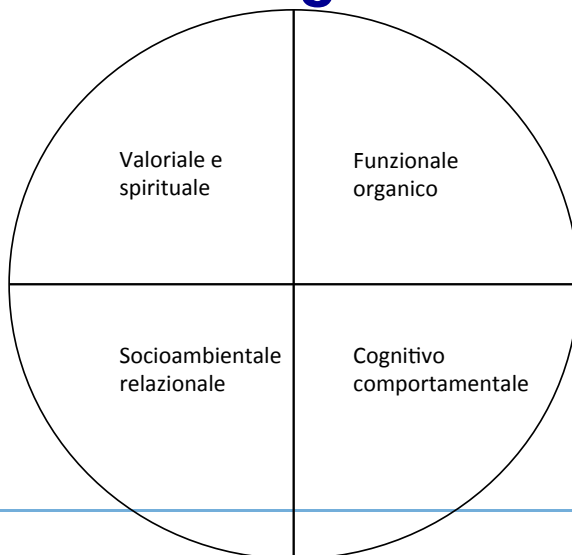 Valoriale e
spirituale
Funzionale
organico
Socioambientale
relazionale
Cognitivo
comportamentale